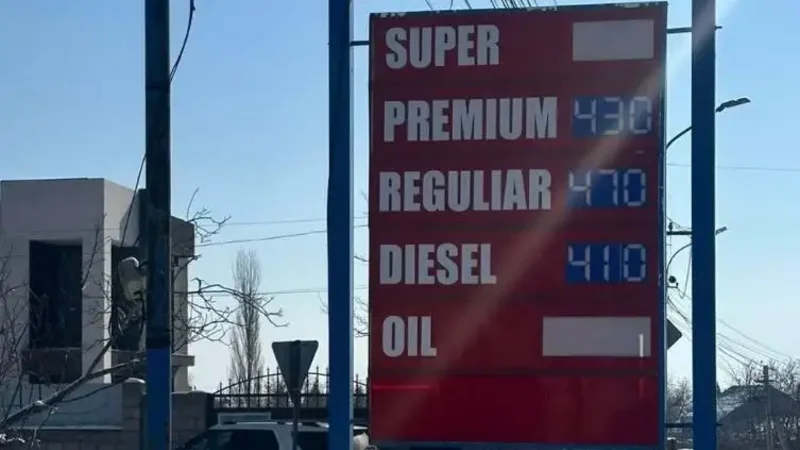 SUPER
PREMIUM 430
REGULIAR 470
DIESEL 410
OIL